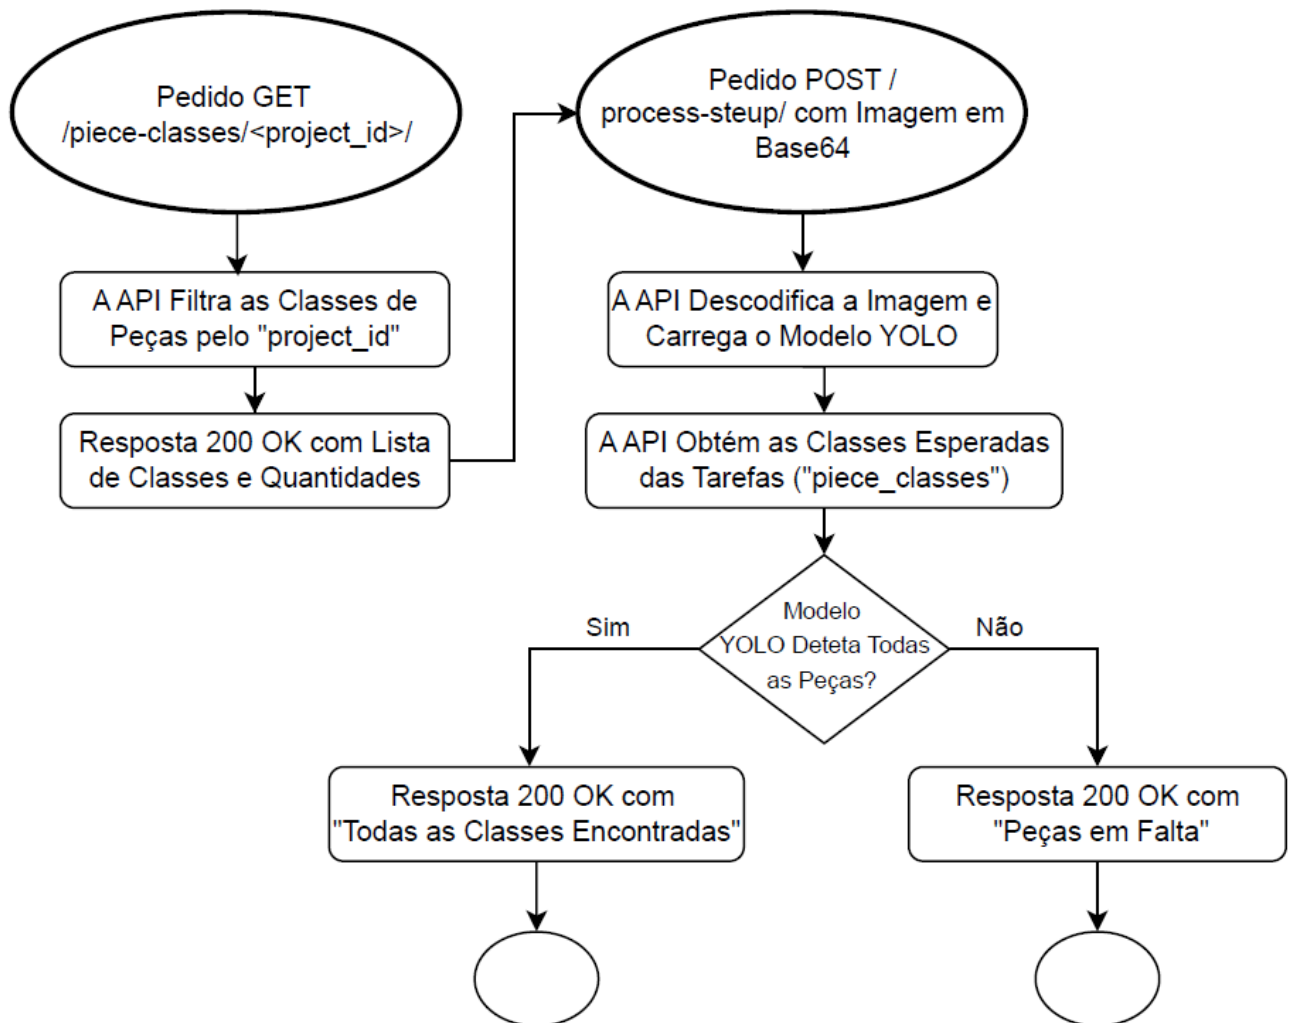 Pedido GET
/piece-classes/<project_id>/
A API Filtra as Classes de
Peças pelo "project_id"
Resposta 200 OK com Lista
de Classes e Quantidades
Pedido POST /
process-steup/ com Imagem em
Base64
A API Descodifica a Imagem e
Carrega o Modelo YOLO
A API Obtém as Classes Esperadas
das Tarefas ("piece_classes")
Modelo
YOLO Deteta Todas
as Peças?
Sim
Não
Resposta 200 OK com
"Todas as Classes Encontradas"
Resposta 200 OK com
"Peças em Falta"